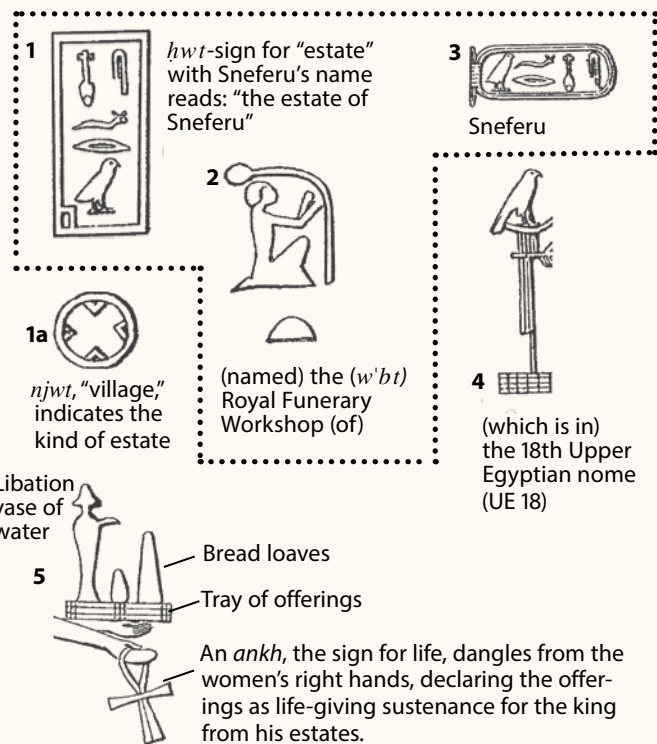 1
ḥwt-sign for “estate”
with Sneferu’s name
reads: “the estate of
Sneferu”
3
Sneferu
2
(named) the (w'bt)
Royal Funerary
Workshop (of)
1a
njwt, “village,”
indicates the
kind of estate
4
(which is in)
the 18th Upper
Egyptian nome
(UE 18)
Libation
vase of
water
5
Bread loaves
Tray of offerings
An ankh, the sign for life, dangles from the
women’s right hands, declaring the offer-
ings as life-giving sustenance for the king
from his estates.